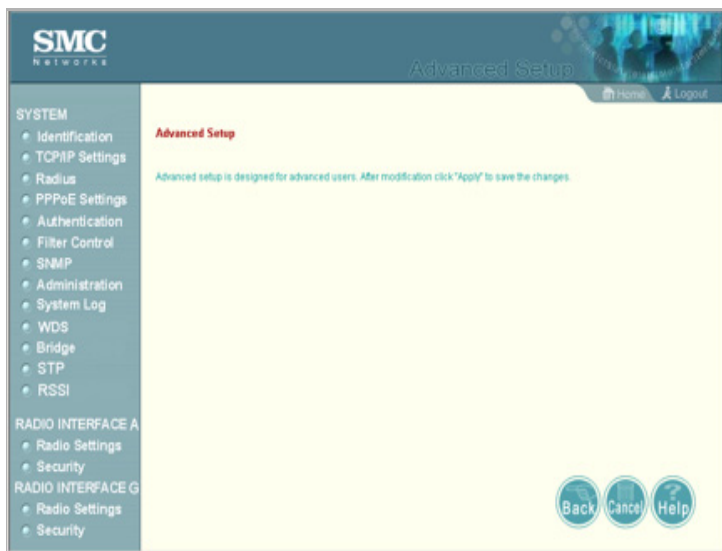 SMC
Networks
Advanced Setup
Home
Logout
SYSTEM
Identification
TCP/IP Settings
Radius
PPPoE Settings
Authentication
Filter Control
SNMP
Administration
System Log
WDS
Bridge
STP
RSSI
RADIO INTERFACE A
Radio Settings
Security
RADIO INTERFACE G
Radio Settings
Security
Advanced Setup
Advanced setup is designed for advanced users. After modification click "Apply" to save the changes.
Back
Cancel
Help